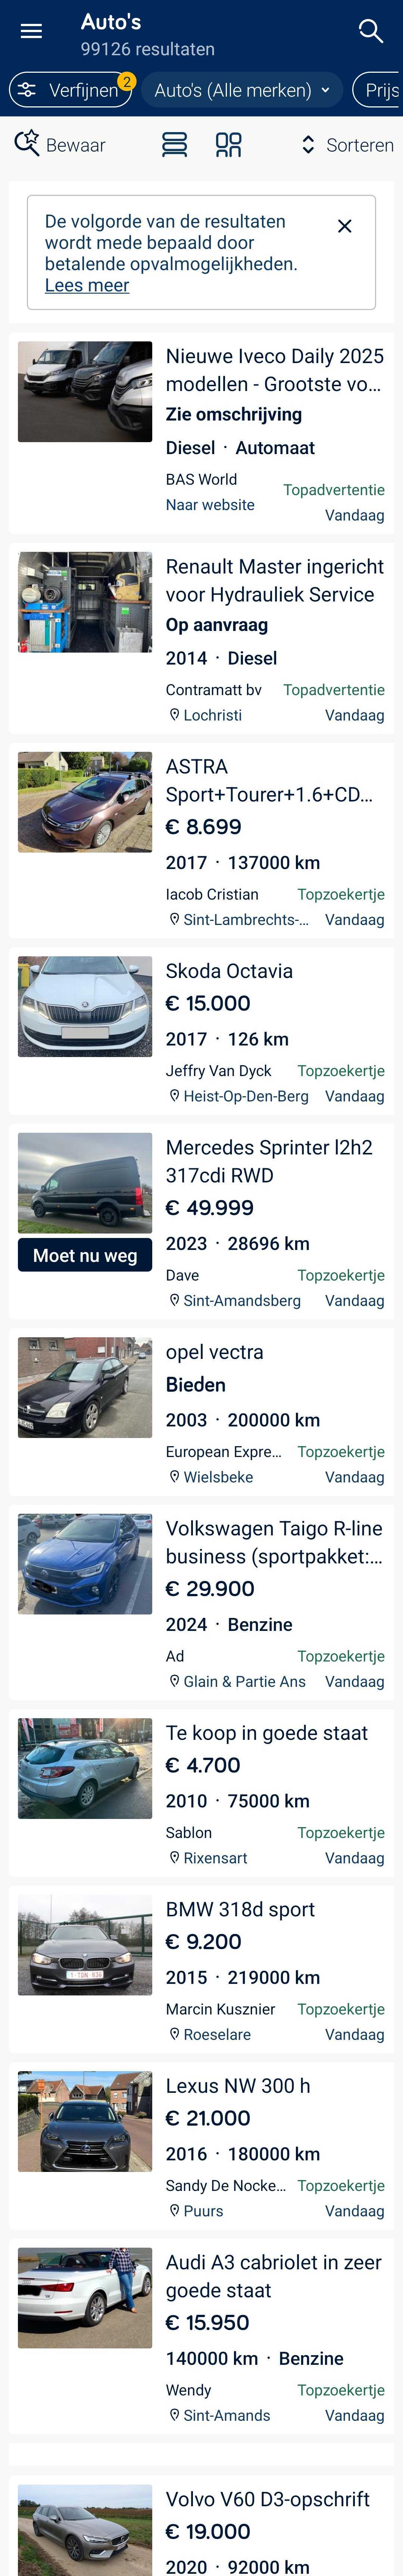 Auto's
99126 resultaten
Verfijnen 2 Auto's (Alle merken) Prijs
Bewaar Sorteren
De volgorde van de resultaten
wordt mede bepaald door
betalende opvalmogelijkheden.
Lees meer
Nieuwe Iveco Daily 2025
modellen - Grootste vo...
Zie omschrijving
Diesel · Automaat
BAS World Topadvertentie
Naar website Vandaag
Renault Master ingericht
voor Hydrauliek Service
Op aanvraag
2014 · Diesel
Contramatt bv Topadvertentie
Lochristi Vandaag
ASTRA
Sport+Tourer+1.6+CD...
€ 8.699
2017 · 137000 km
Iacob Cristian Topzoekertje
Sint-Lambrechts-... Vandaag
Skoda Octavia
€ 15.000
2017 · 126 km
Jeffry Van Dyck Topzoekertje
Heist-Op-Den-Berg Vandaag
Mercedes Sprinter l2h2
317cdi RWD
€ 49.999
Moet nu weg
2023 · 28696 km
Dave Topzoekertje
Sint-Amandsberg Vandaag
opel vectra
Bieden
2003 · 200000 km
European Expre... Topzoekertje
Wielsbeke Vandaag
Volkswagen Taigo R-line
business (sportpakket:...
€ 29.900
2024 · Benzine
Ad Topzoekertje
Glain & Partie Ans Vandaag
Te koop in goede staat
€ 4.700
2010 · 75000 km
Sablon Topzoekertje
Rixensart Vandaag
BMW 318d sport
€ 9.200
2015 · 219000 km
Marcin Kusznier Topzoekertje
Roeselare Vandaag
Lexus NW 300 h
€ 21.000
2016 · 180000 km
Sandy De Nocke... Topzoekertje
Puurs Vandaag
Audi A3 cabriolet in zeer
goede staat
€ 15.950
140000 km · Benzine
Wendy Topzoekertje
Sint-Amands Vandaag
Volvo V60 D3-opschrift
€ 19.000
2020 · 92000 km